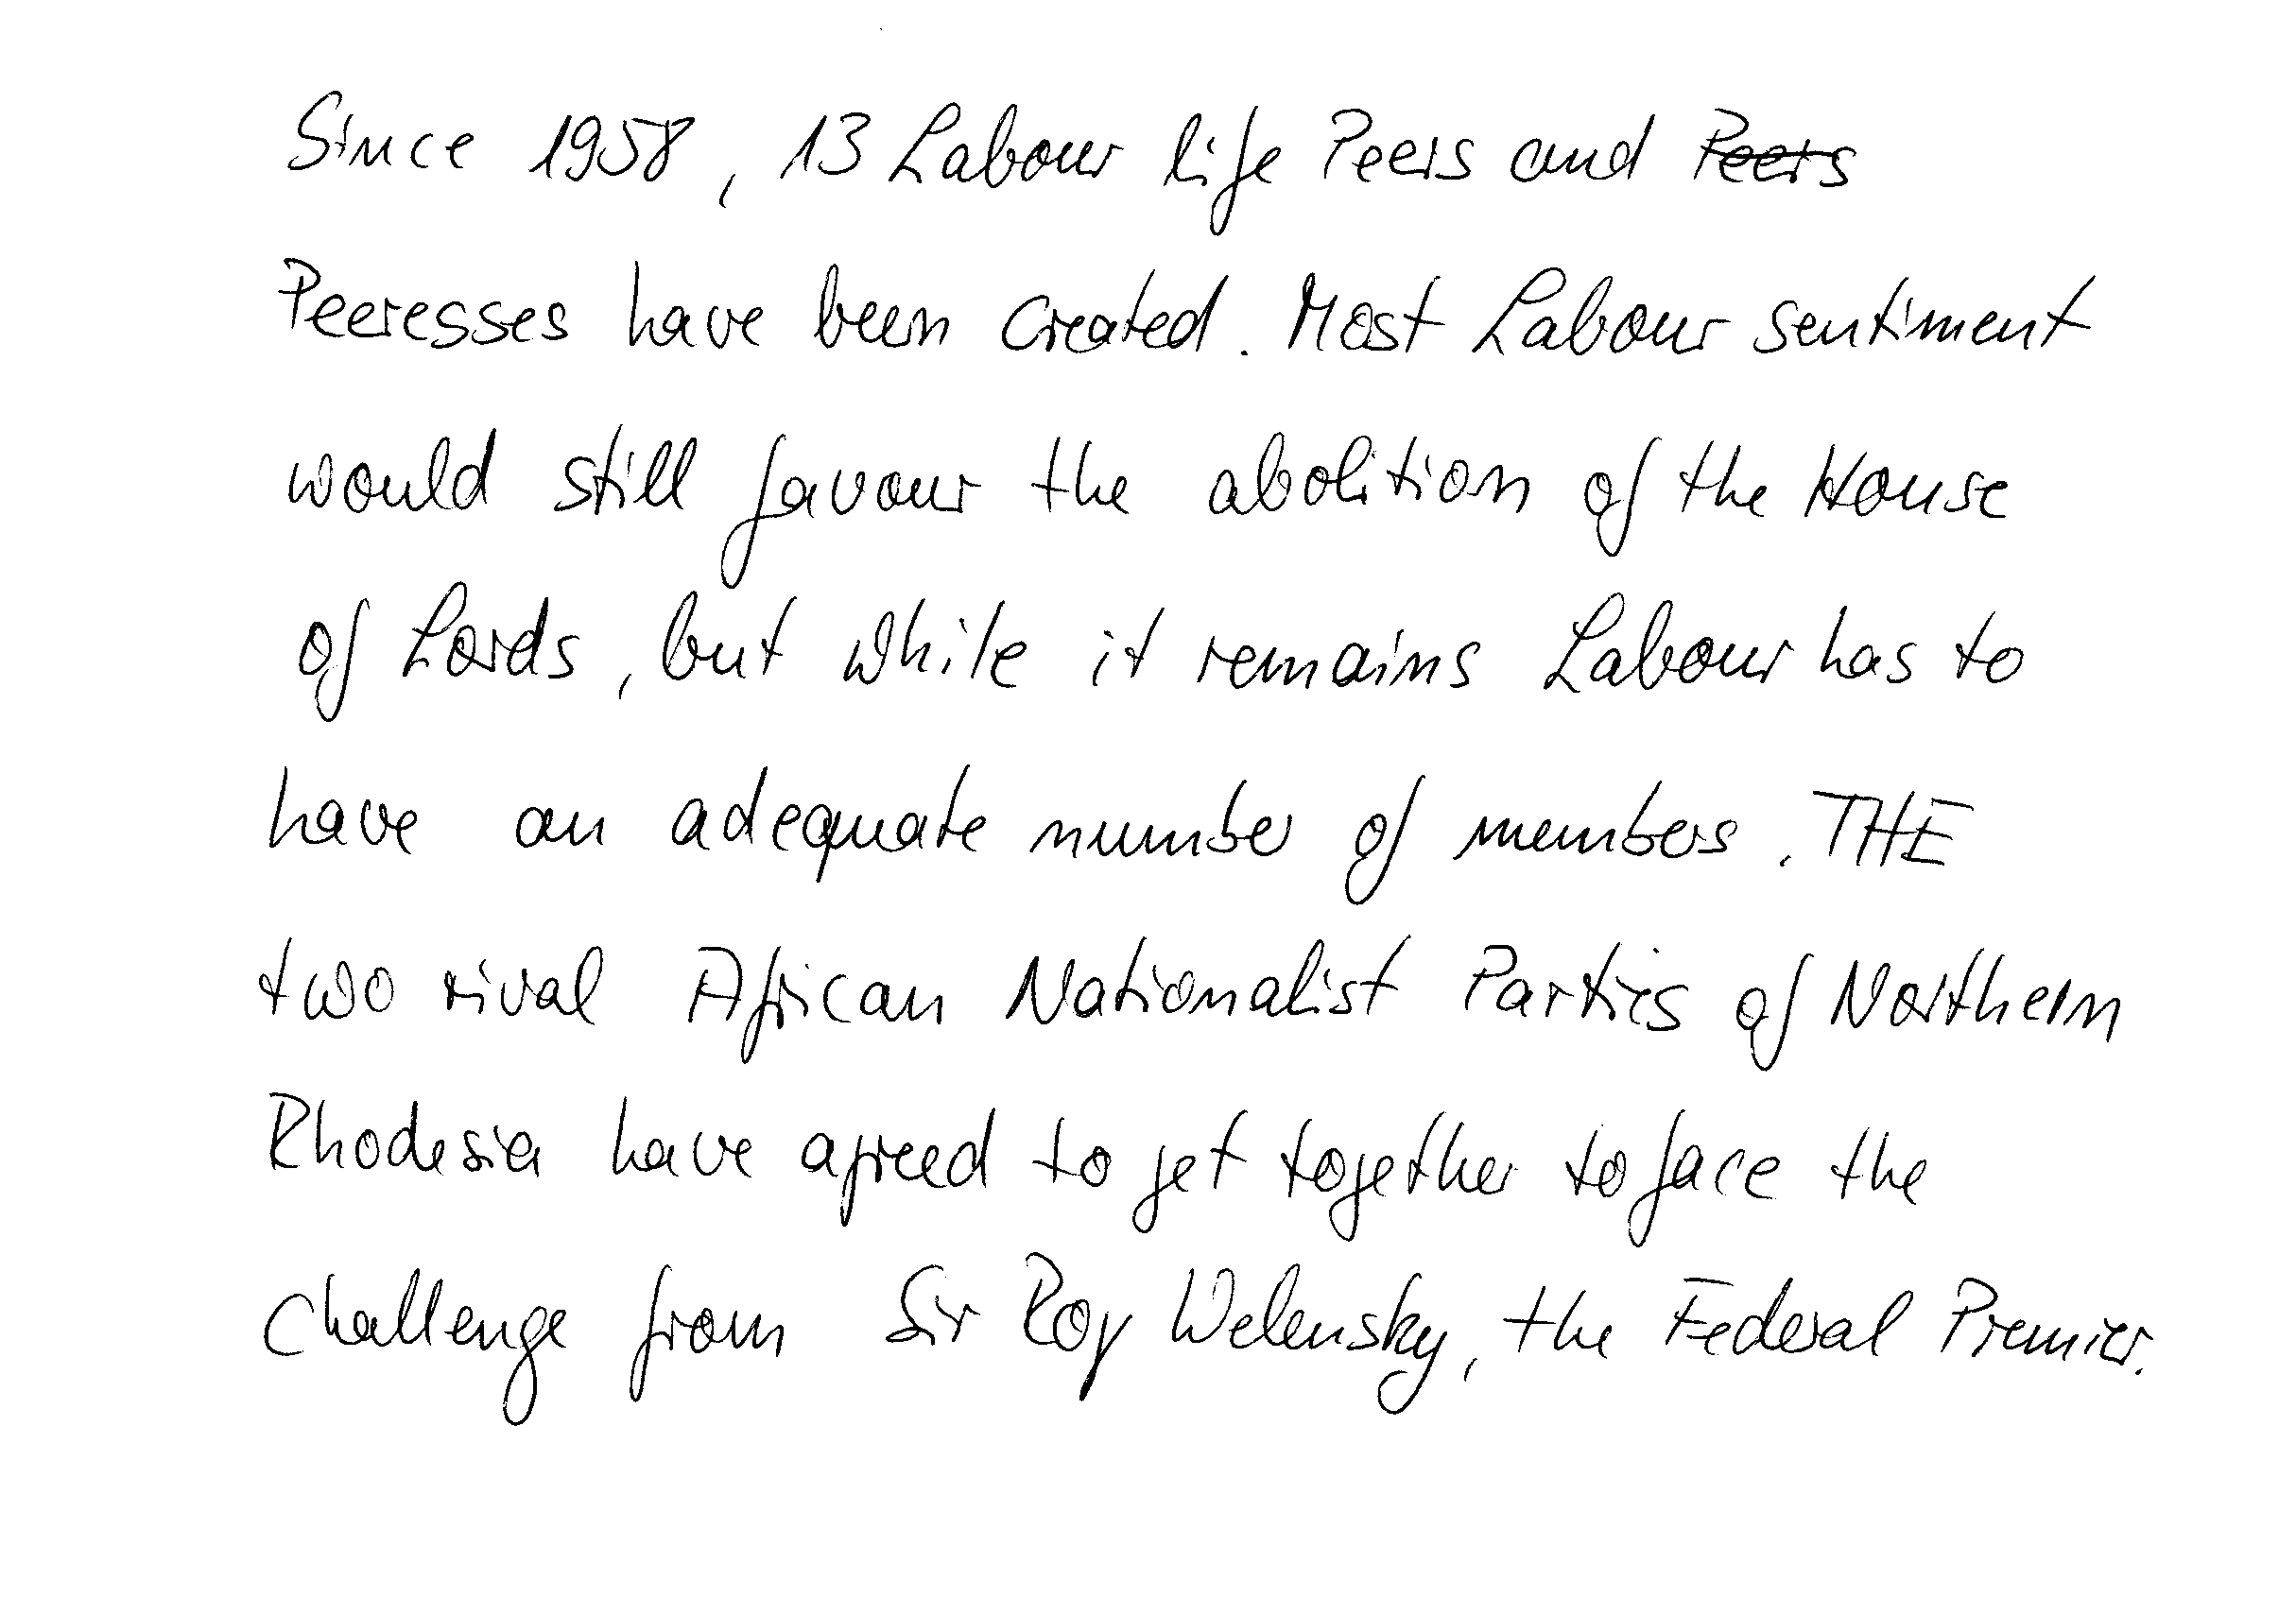 Since 1958, 13 Labour life Peers and Peers
Peeresses have been created. Most Labour sentiment
would still favour the abolition of the House
of Lords, but while it remains Labour has to
have an adequate number of members. THE
two rival African Nationalist Parties of Northern
Rhodesia have agreed to get together to face the
challenge from Sir Roy Welensky, the Federal Premier.